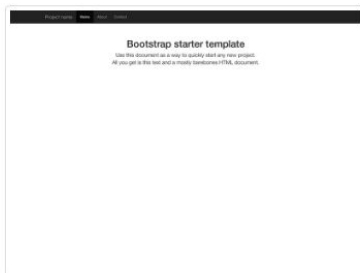 Project name Home About Contact
Bootstrap starter template
Use this document as a way to quickly start any new project.
All you get is this text and a mostly barebones HTML document.